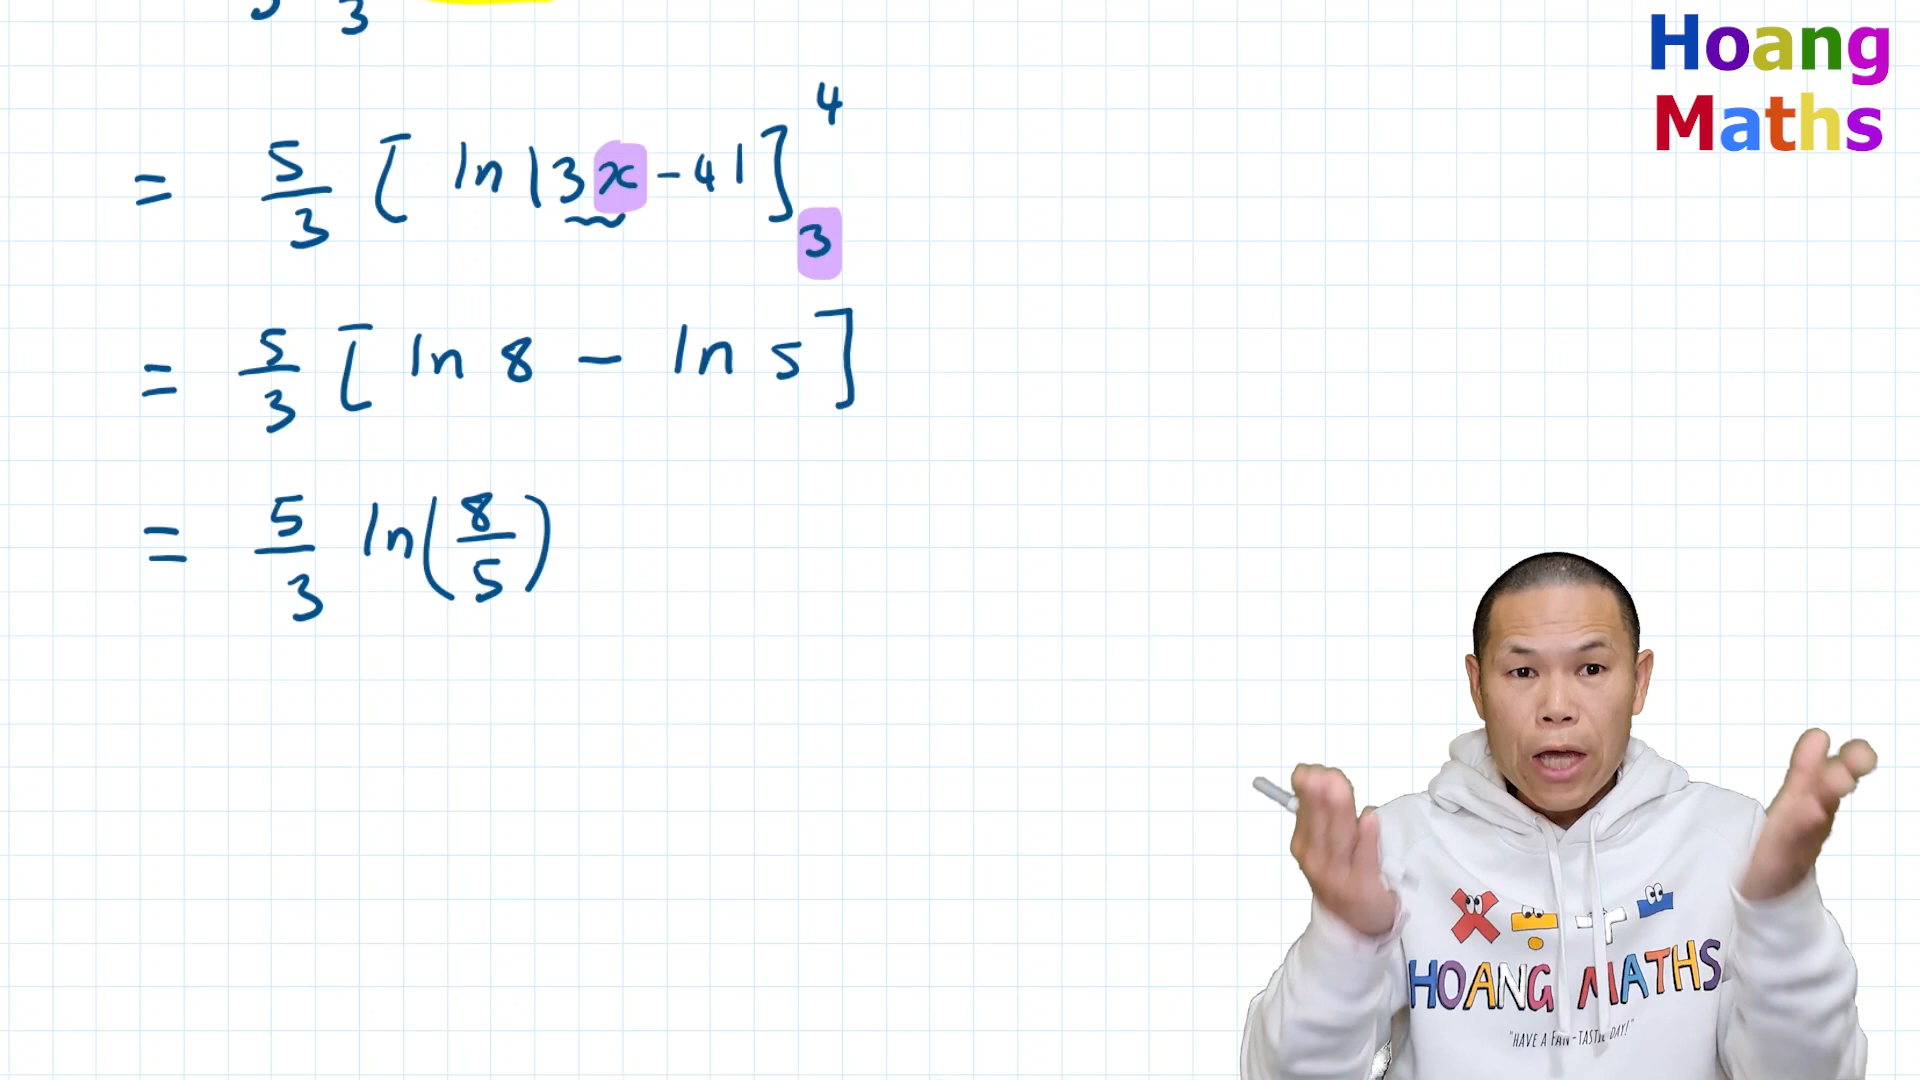 3
Hoang
Maths
= 5/3 [ ln |3x - 4| ]₃⁴
= 5/3 [ ln 8 - ln 5 ]
= 5/3 ln(8/5)
HOANG MATHS
"HAVE A FAN-TASTIC DAY!"